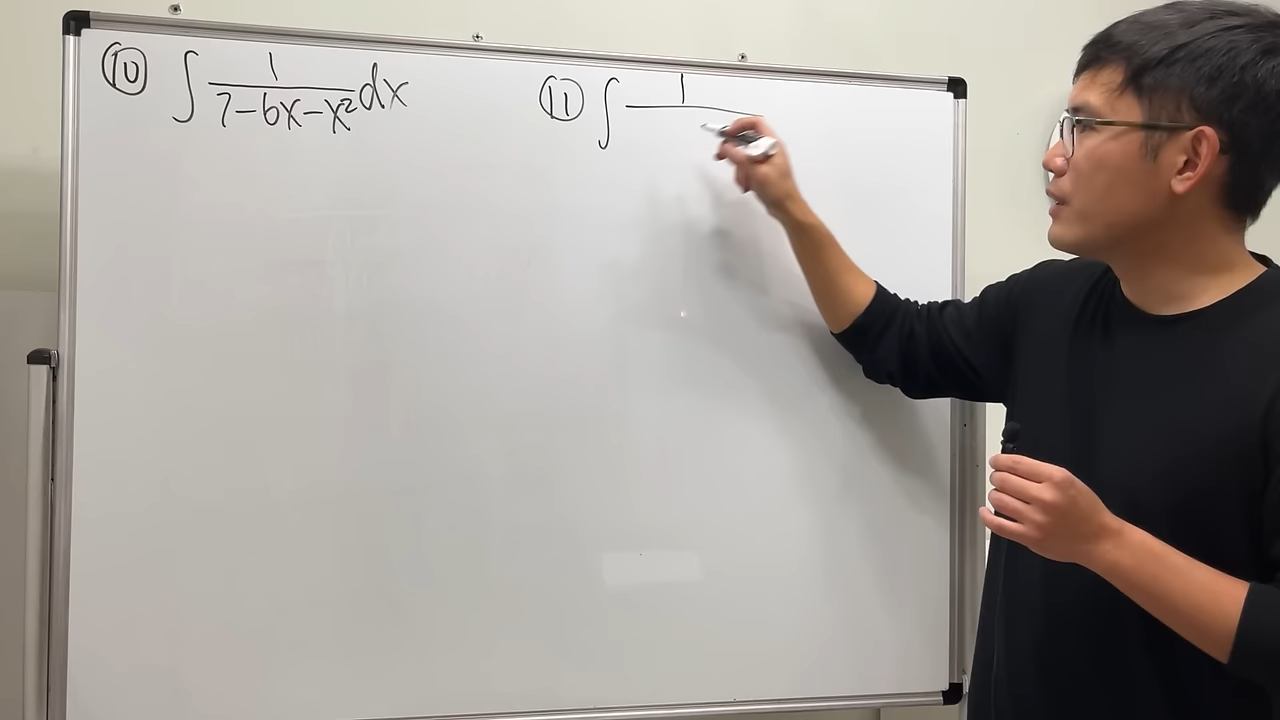 ⑩ ∫ 1/(7-6x-x²) dx
⑪ ∫ 1